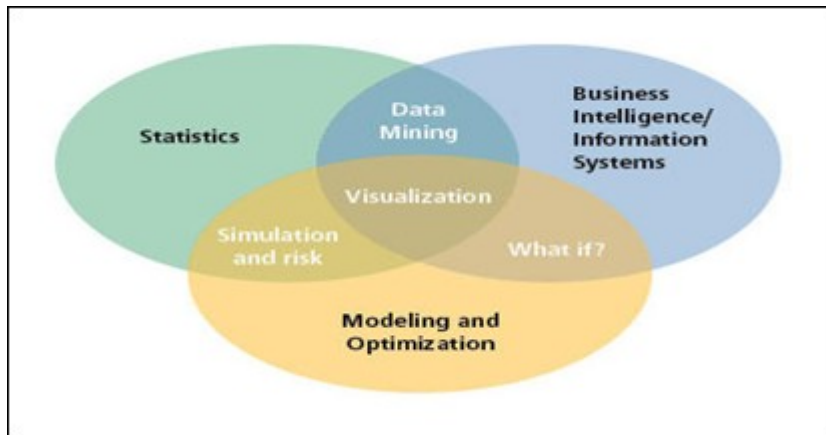 Statistics
Data
Mining
Business
Intelligence/
Information
Systems
Visualization
Simulation
and risk
What if?
Modeling and
Optimization